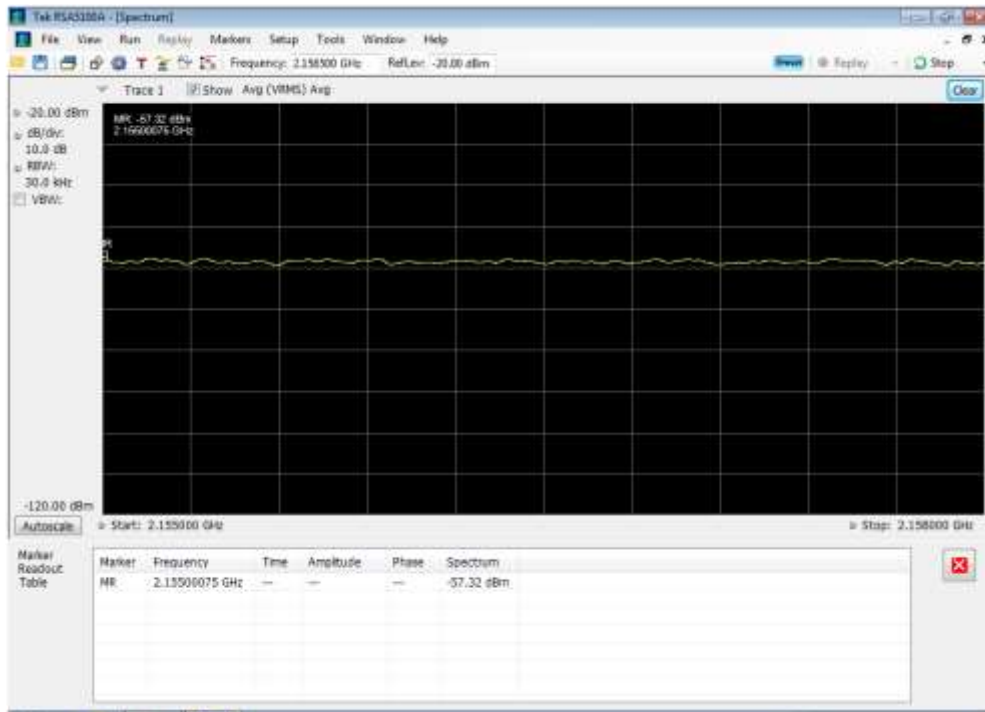 Tek RSA5100A - [Spectrum]
File View Run Replay Markers Setup Tools Window Help
Frequency: 2.156500 GHz RefLev: -20.00 dBm Preset Replay Stop
Trace 1 Show Avg (VRMS) Avg Clear
-20.00 dBm
dB/div:
10.0 dB
RBW:
30.0 kHz
VBW:
MR: -57.32 dBm
GHz
MR
-120.00 dBm
Autoscale Start: 2.155000 GHz Stop: 2.158000 GHz
Marker
Readout
Table
Marker Frequency Time Amplitude Phase Spectrum
MR 2.15500075 GHz -- -- -- -57.32 dBm